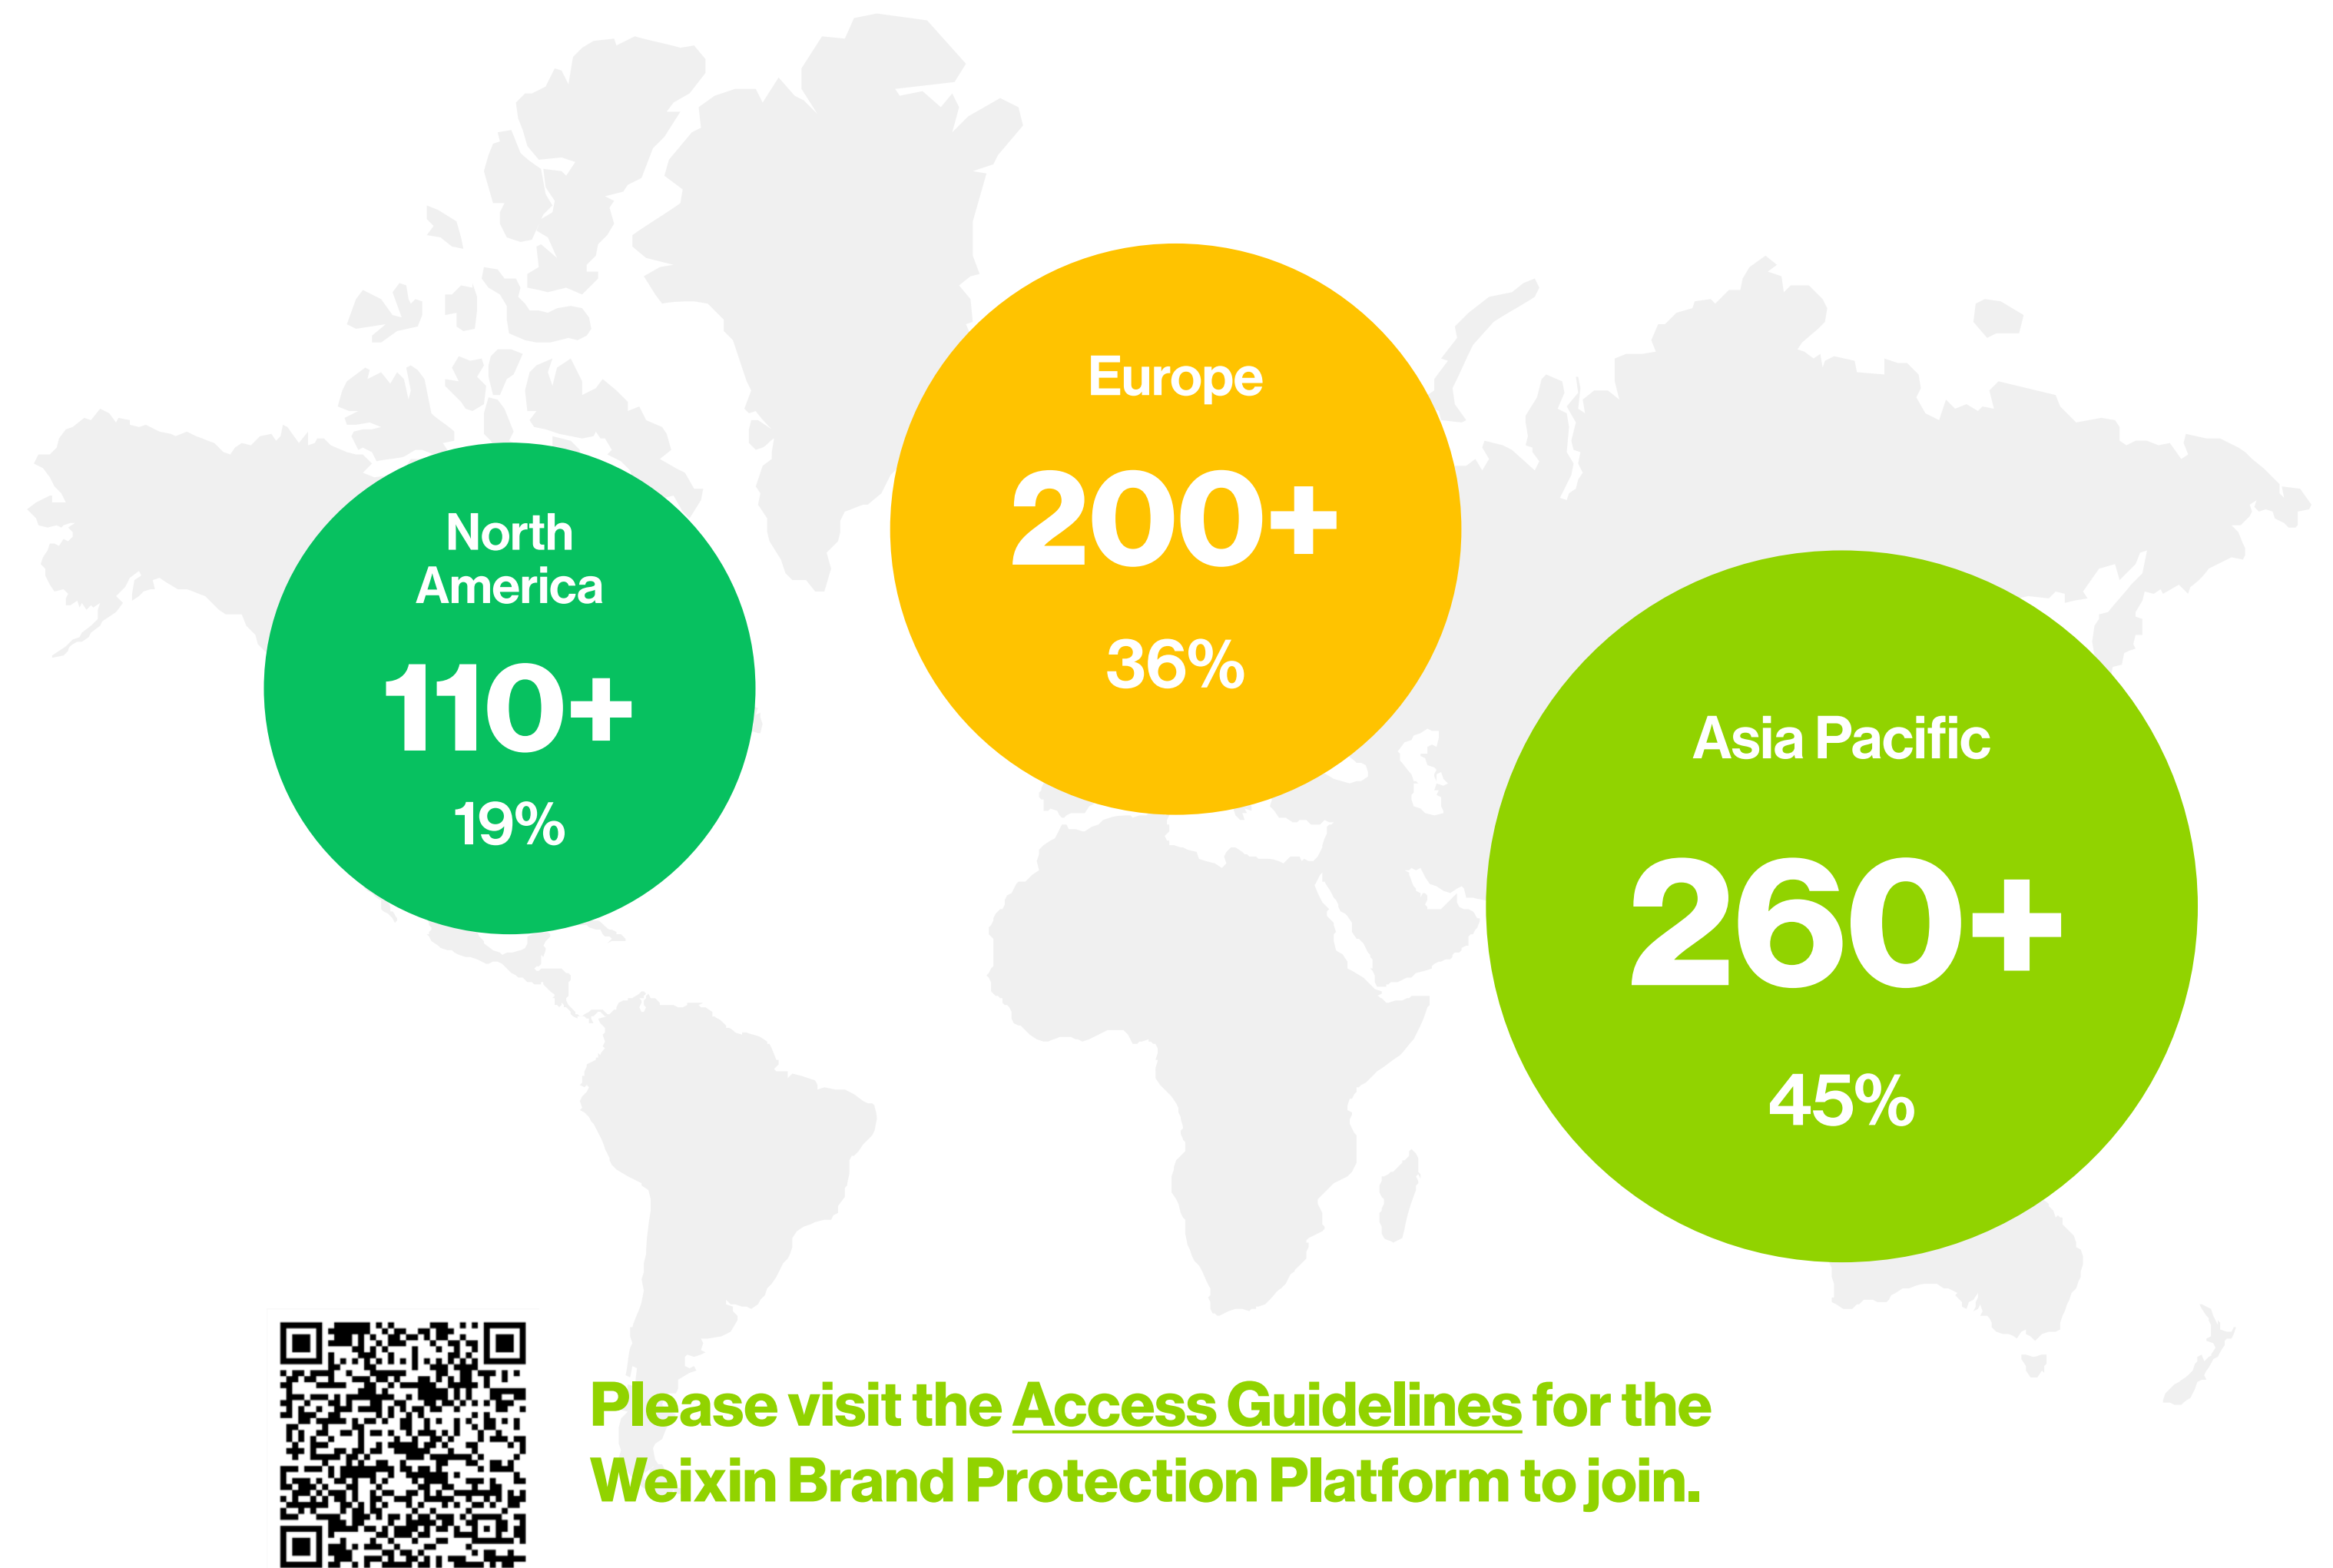 Europe
200+
36%
North
America
110+
19%
Asia Pacific
260+
45%
Please visit the Access Guidelines for the
Weixin Brand Protection Platform to join.